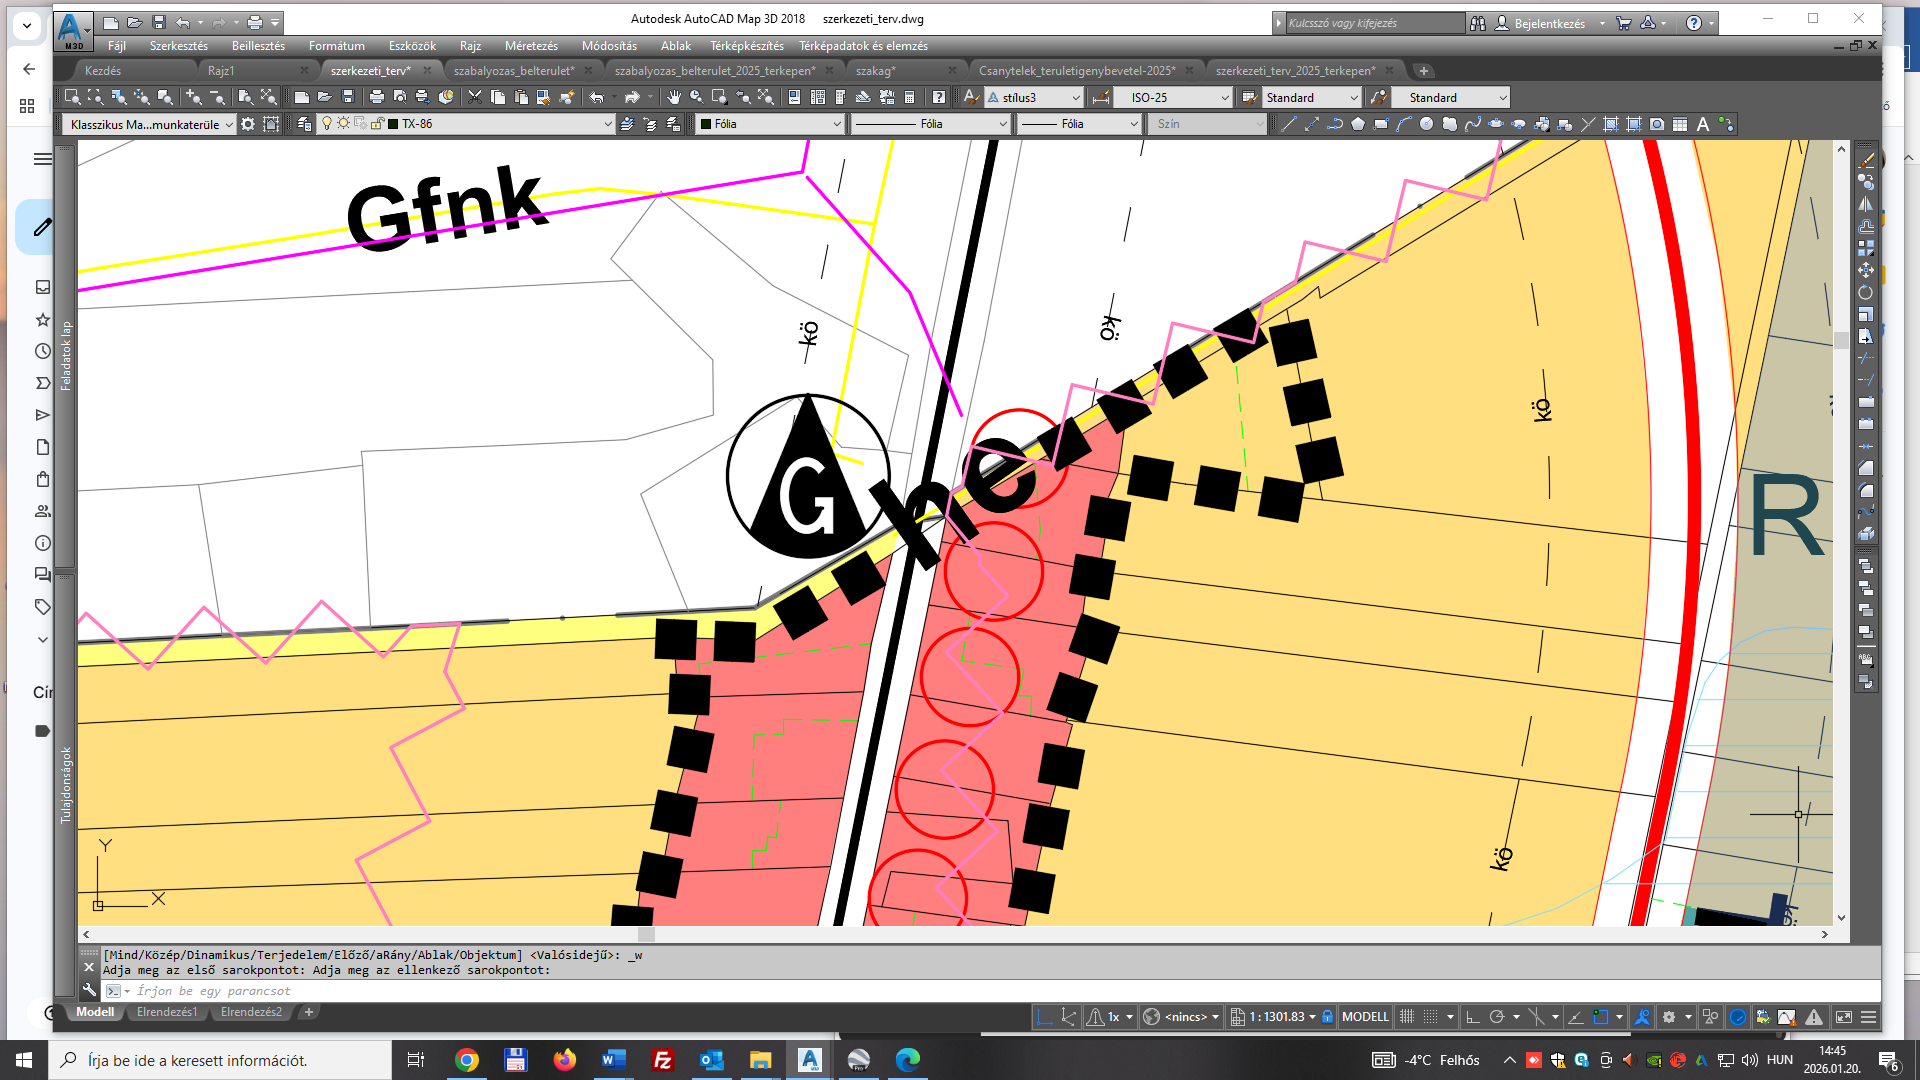 Autodesk AutoCAD Map 3D 2018 szerkezeti_terv.dwg
Kulcsszó vagy kifejezés
Bejelentkezés
M3D
Fájl Szerkesztés Beillesztés Formátum Eszközök Rajz Méretezés Módosítás Ablak Térképkészítés Térképadatok és elemzés
Kezdés Rajz1 szerkezeti_terv* szabalyozas_belterulet* szabalyozas_belterulet_2025_terkepen* szakag* Csanytelek_teruletigenybevetel-2025* szerkezeti_terv_2025_terkepen*
stílus3 ISO-25 Standard Standard
Klasszikus Ma...munkaterüle TX-86 Fólia Fólia Fólia Szín
Feladatok lap
Tulajdonságok
Gfnk
kö
kö
kö
kö
kö
G
he
R
Y
X
Cír
[Mind/Közép/Dinamikus/Terjedelem/Előző/aRány/Ablak/Objektum] <Valósidejű>: _w
Adja meg az első sarokpontot: Adja meg az ellenkező sarokpontot:
Írjon be egy parancsot
Modell Elrendezés1 Elrendezés2
1x <nincs> 1 : 1301.83 MODELL
Írja be ide a keresett információt.
-4°C Felhős
HUN
14:45
2026.01.20.
6